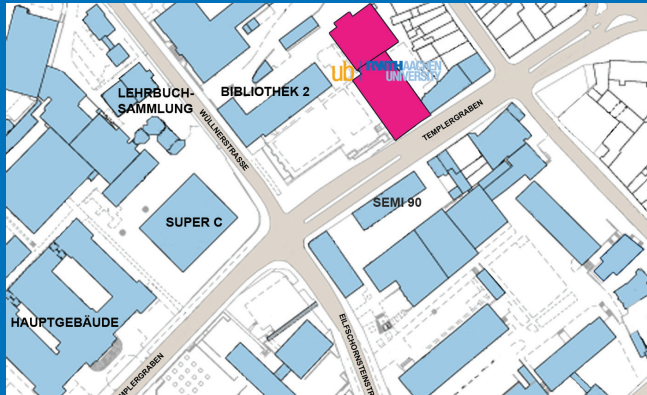 ub
RWTHAACHEN
UNIVERSITY
LEHRBUCH-
SAMMLUNG
BIBLIOTHEK 2
WÜLLNERSTRASSE
TEMPLERGRABEN
SEMI 90
SUPER C
HAUPTGEBÄUDE
TEMPLERGRABEN